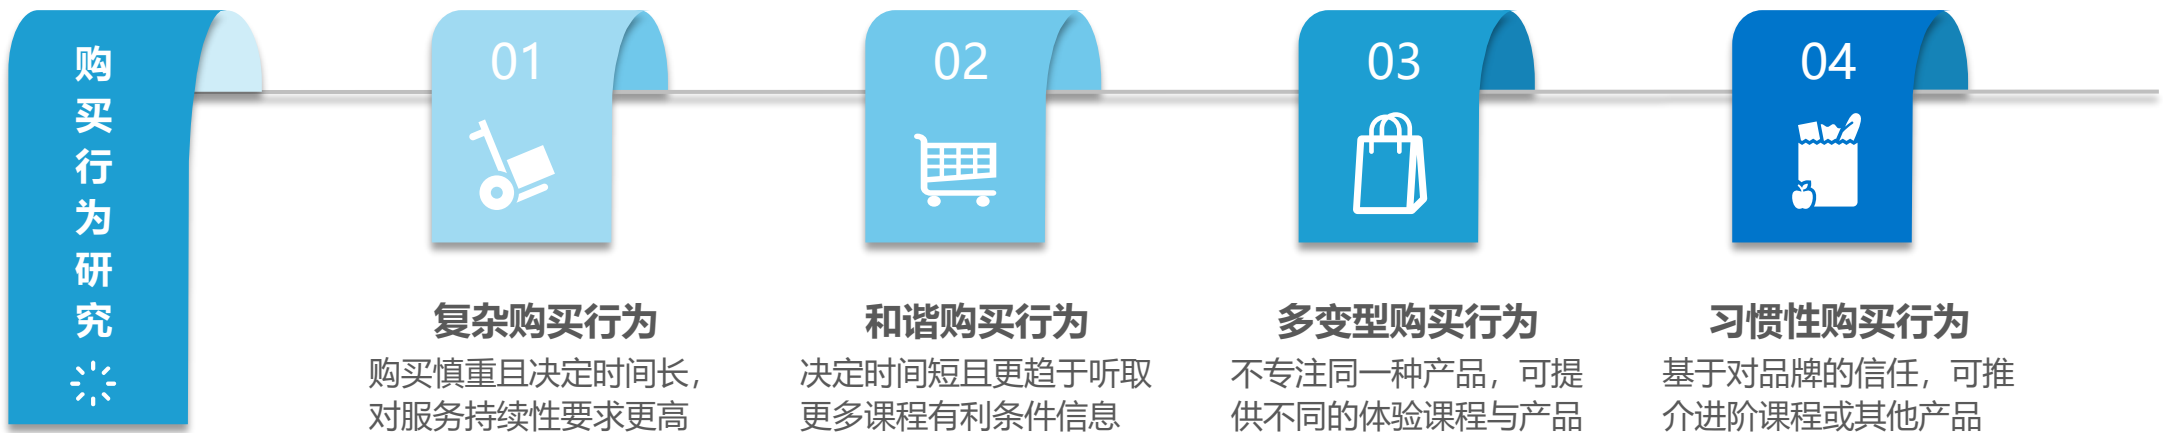 购买行为研究
01
复杂购买行为
购买慎重且决定时间长，
对服务持续性要求更高
02
和谐购买行为
决定时间短且更趋于听取
更多课程有利条件信息
03
多变型购买行为
不专注同一种产品，可提
供不同的体验课程与产品
04
习惯性购买行为
基于对品牌的信任，可推
介进阶课程或其他产品